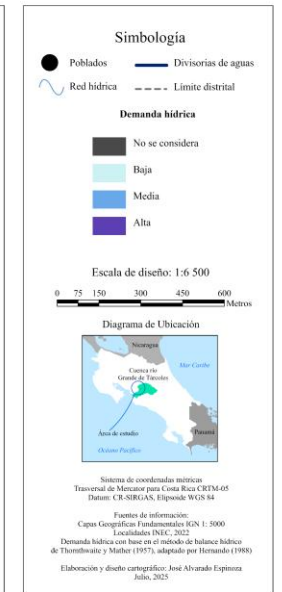 Simbología
Poblados
Divisorias de aguas
Red hídrica
Límite distrital
Demanda hídrica
No se considera
Baja
Media
Alta
Escala de diseño: 1:6 500
0 75 150 300 450 600
Metros
Diagrama de Ubicación
Nicaragua
Mar Caribe
Cuenca río
Grande de Tárcoles
Área de estudio
Panamá
Océano Pacífico
Sistema de coordenadas métricas
Trasversal de Mercator para Costa Rica CRTM-05
Datum: CR-SIRGAS, Elipsoide WGS 84
Fuentes de información:
Capas Geográficas Fundamentales IGN 1: 5000
Localidades INEC, 2022
Demanda hídrica con base en el método de balance hídrico
de Thornthwaite y Mather (1957), adaptado por Hernando (1988)
Elaboración y diseño cartográfico: José Alvarado Espinoza
Julio, 2025